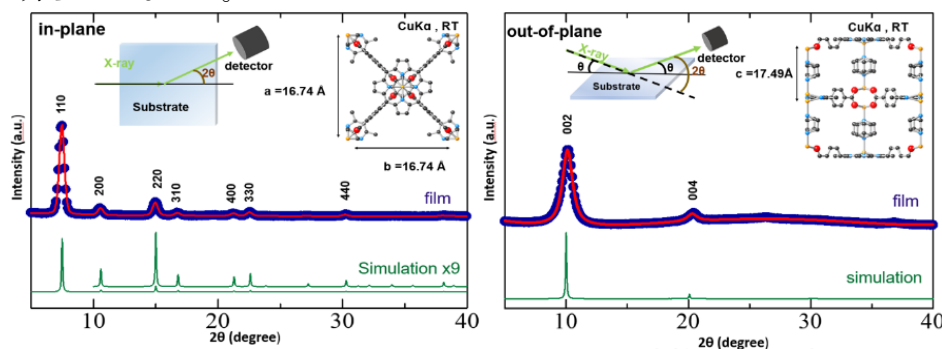 in-plane
CuKα , RT
X-ray
2θ
detector
a =16.74 Å
Substrate
b =16.74 Å
110
200
220
310
400
330
440
film
Simulation x9
Intensity (a.u.)
10
20
30
40
2θ (degree)
out-of-plane
CuKα , RT
X-ray
θ
θ
2θ
detector
c =17.49Å
Substrate
002
004
film
simulation
Intensity (a.u.)
10
20
30
40
2θ (degree)